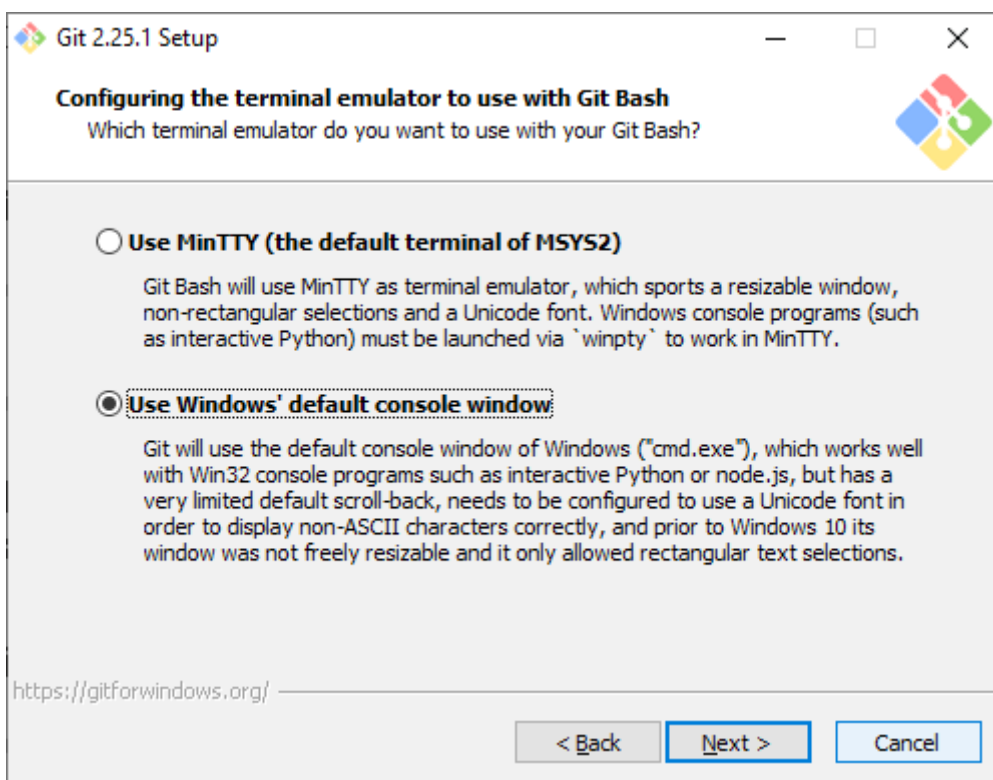 Git 2.25.1 Setup
Configuring the terminal emulator to use with Git Bash
Which terminal emulator do you want to use with your Git Bash?
Use MinTTY (the default terminal of MSYS2)
Git Bash will use MinTTY as terminal emulator, which sports a resizable window,
non-rectangular selections and a Unicode font. Windows console programs (such
as interactive Python) must be launched via `winpty` to work in MinTTY.
Use Windows' default console window
Git will use the default console window of Windows ("cmd.exe"), which works well
with Win32 console programs such as interactive Python or node.js, but has a
very limited default scroll-back, needs to be configured to use a Unicode font in
order to display non-ASCII characters correctly, and prior to Windows 10 its
window was not freely resizable and it only allowed rectangular text selections.
https://gitforwindows.org/
< Back Next > Cancel